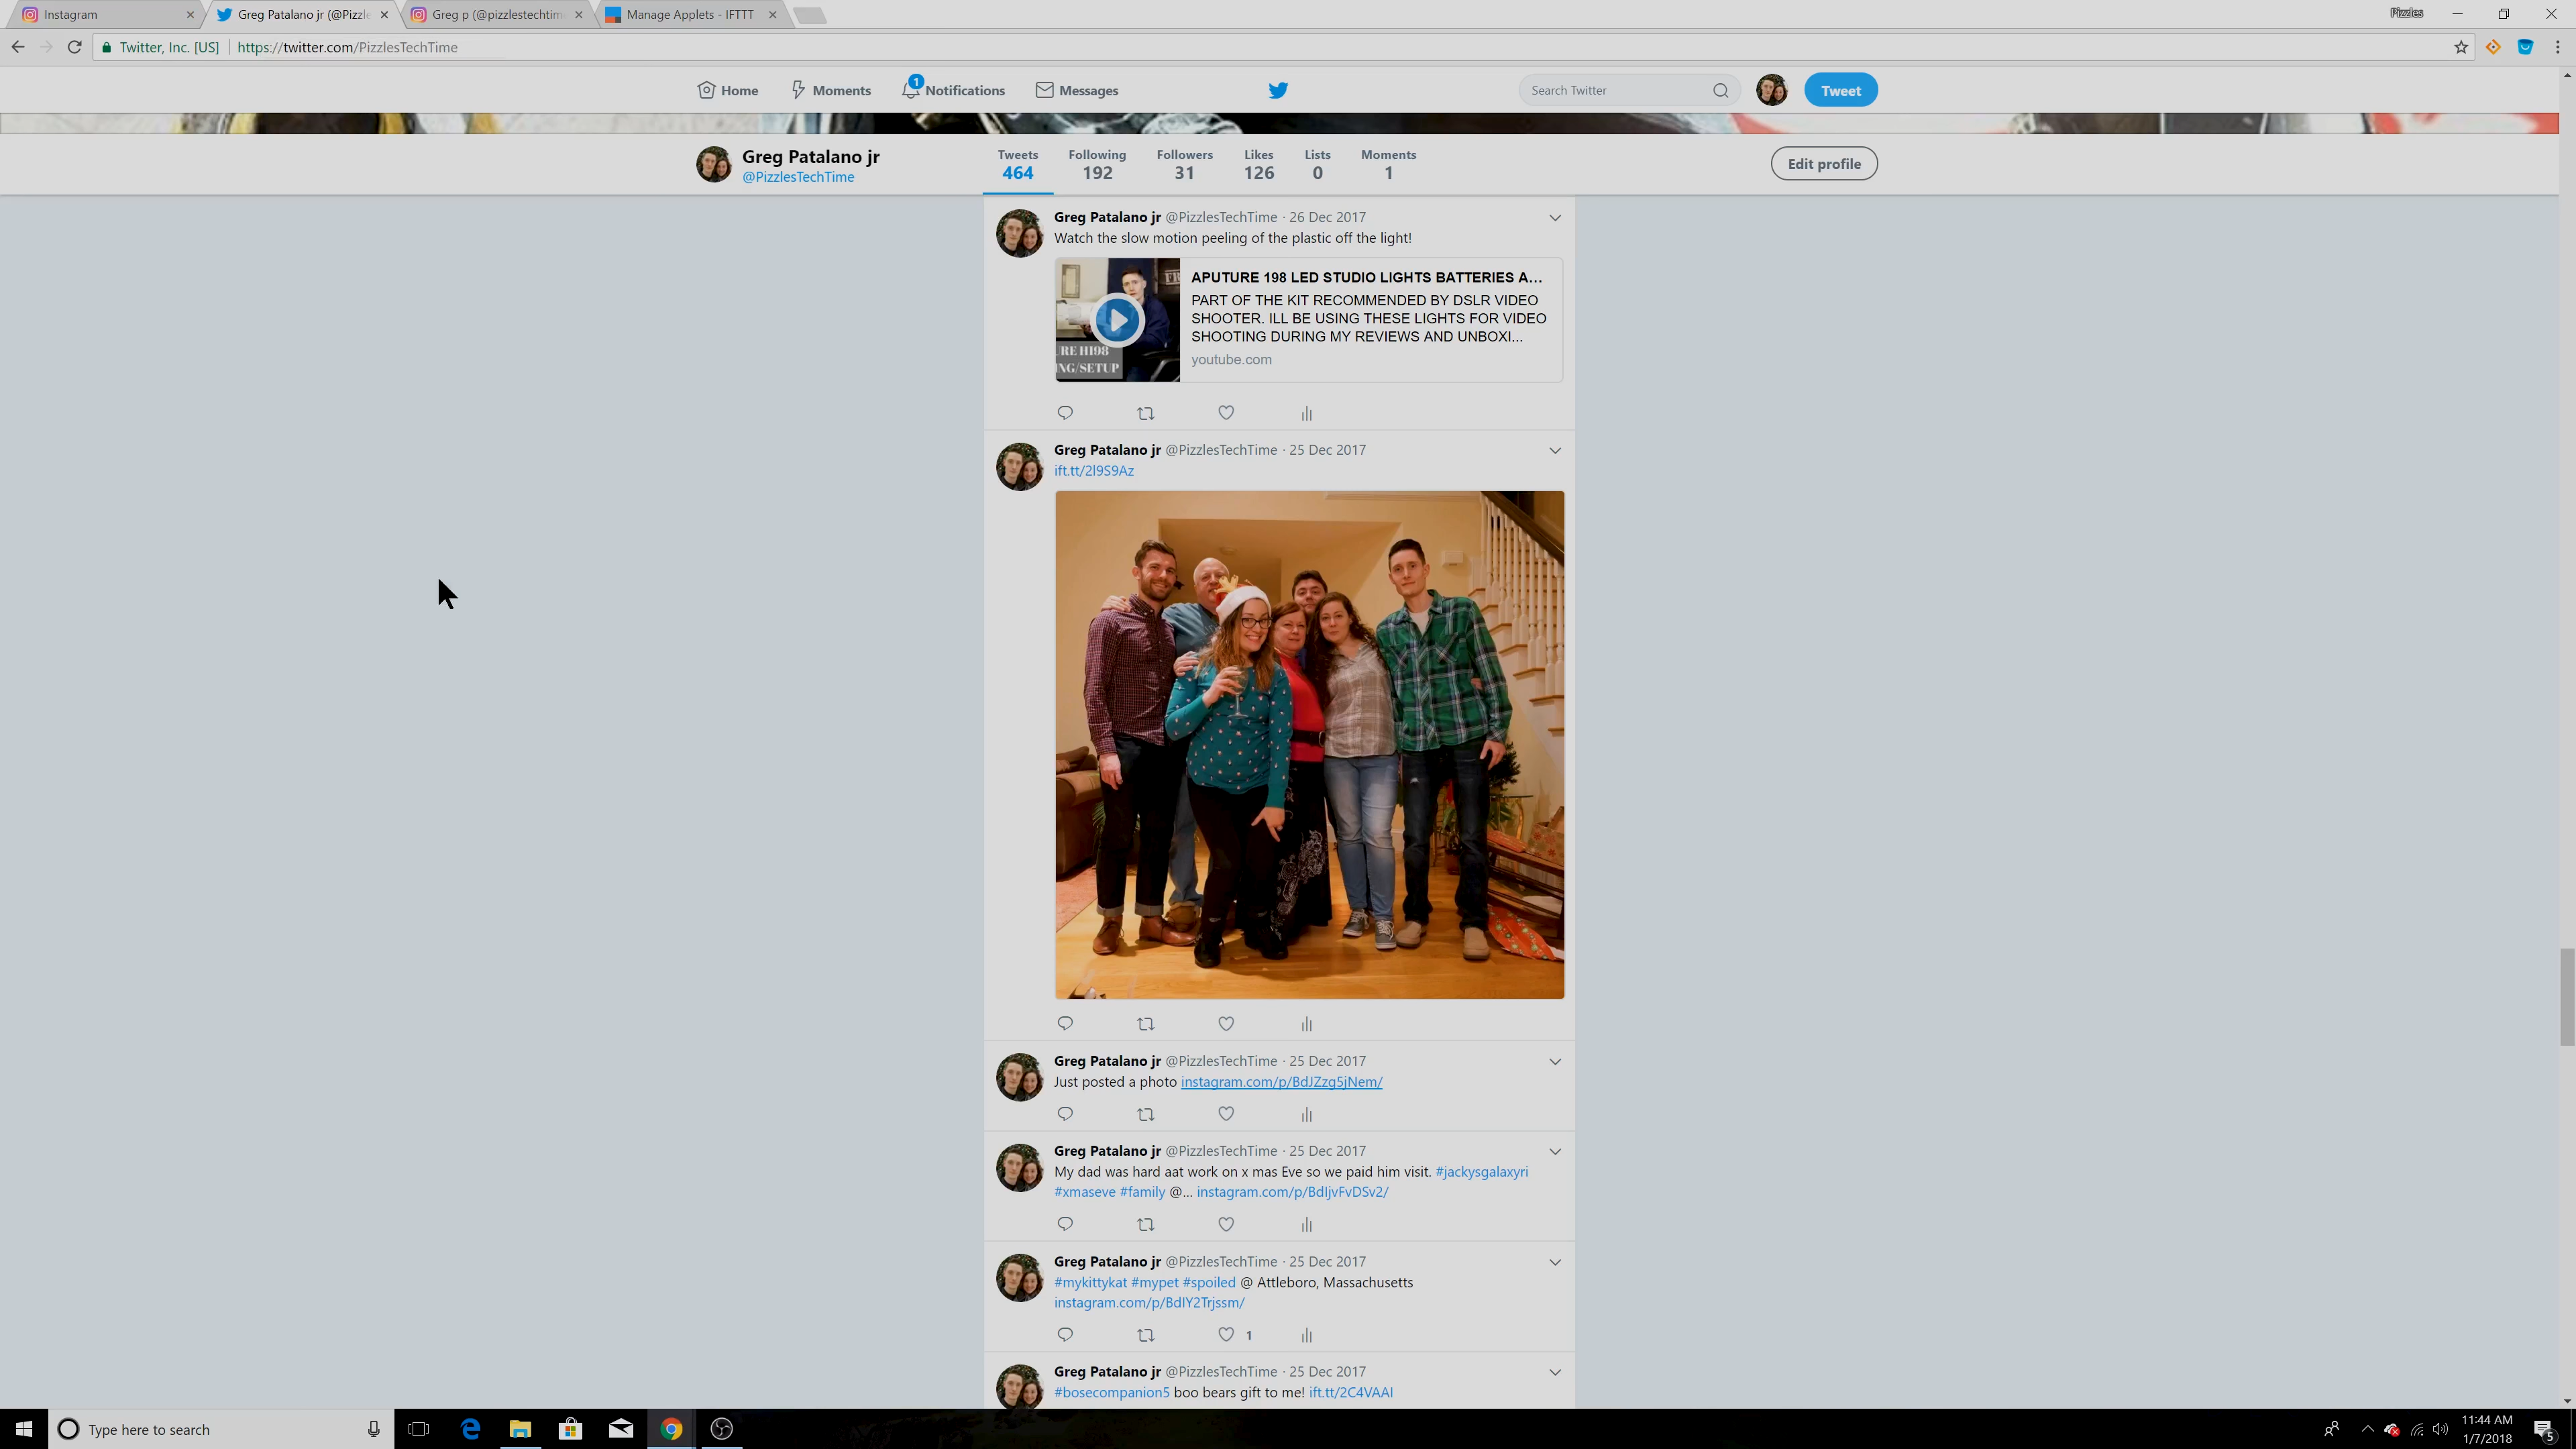 Instagram
Greg Patalano jr (@Pizzle
Greg p (@pizzlestechtim
Manage Applets - IFTTT
Pizzles
Twitter, Inc. [US]
https://twitter.com/PizzlesTechTime
Home
Moments
1
Notifications
Messages
Search Twitter
Tweet
Greg Patalano jr
@PizzlesTechTime
Tweets
464
Following
192
Followers
31
Likes
126
Lists
0
Moments
1
Edit profile
Greg Patalano jr @PizzlesTechTime · 26 Dec 2017
Watch the slow motion peeling of the plastic off the light!
RE H198
NG/SETUP
APUTURE 198 LED STUDIO LIGHTS BATTERIES A...
PART OF THE KIT RECOMMENDED BY DSLR VIDEO
SHOOTER. ILL BE USING THESE LIGHTS FOR VIDEO
SHOOTING DURING MY REVIEWS AND UNBOXI...
youtube.com
Greg Patalano jr @PizzlesTechTime · 25 Dec 2017
ift.tt/2l9S9Az
Greg Patalano jr @PizzlesTechTime · 25 Dec 2017
Just posted a photo instagram.com/p/BdJZzg5jNem/
Greg Patalano jr @PizzlesTechTime · 25 Dec 2017
My dad was hard aat work on x mas Eve so we paid him visit. #jackysgalaxyri
#xmaseve #family @... instagram.com/p/BdIjvFvDSv2/
Greg Patalano jr @PizzlesTechTime · 25 Dec 2017
#mykittykat #mypet #spoiled @ Attleboro, Massachusetts
instagram.com/p/BdIY2Trjssm/
1
Greg Patalano jr @PizzlesTechTime · 25 Dec 2017
#bosecompanion5 boo bears gift to me! ift.tt/2C4VAAI
Type here to search
11:44 AM
1/7/2018
5